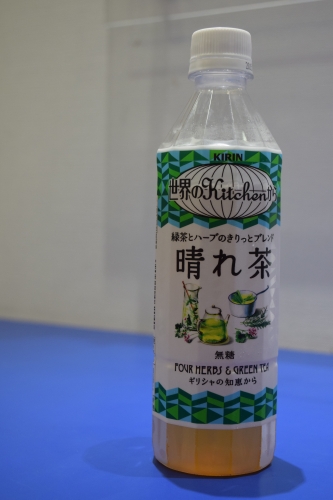 KIRIN
世界のKitchenから
緑茶とハーブのきりっとブレンド
晴れ茶
無糖
FOUR HERBS & GREEN TEA
ギリシャの知恵から